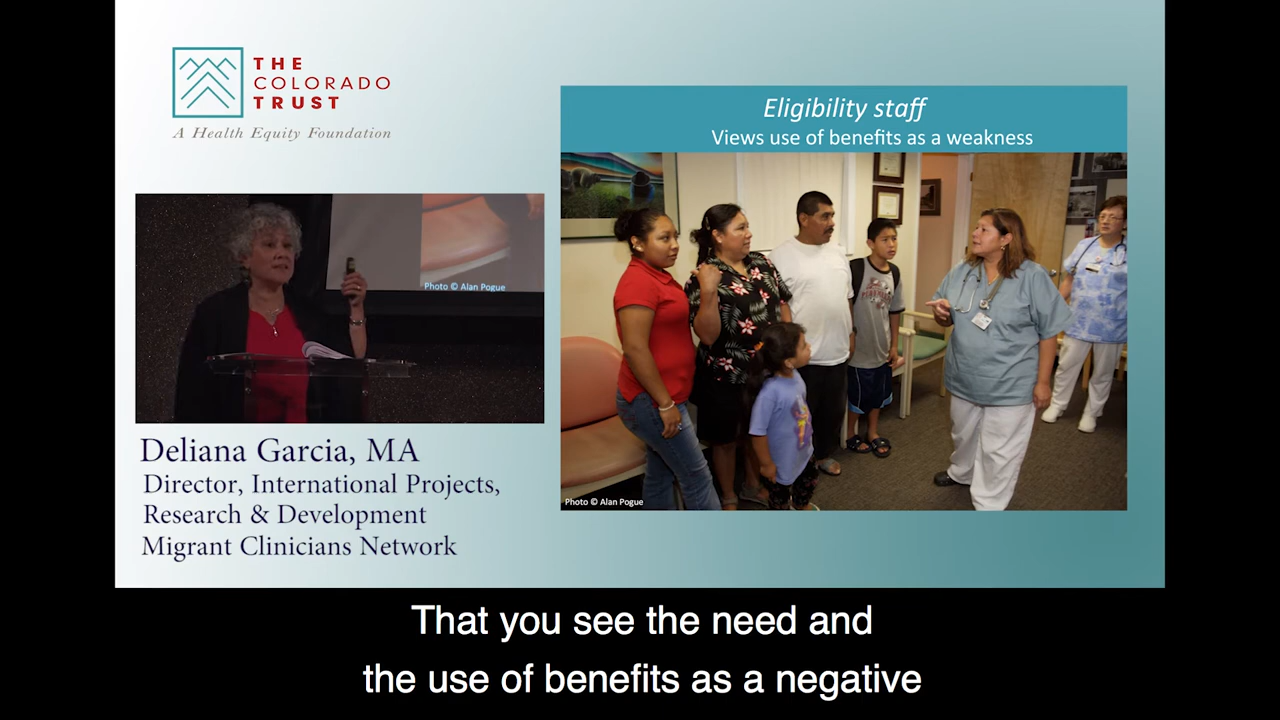 THE
COLORADO
TRUST
A Health Equity Foundation
Eligibility staff
Views use of benefits as a weakness
Photo © Alan Pogue
Photo © Alan Pogue
Deliana Garcia, MA
Director, International Projects,
Research & Development
Migrant Clinicians Network
That you see the need and
the use of benefits as a negative